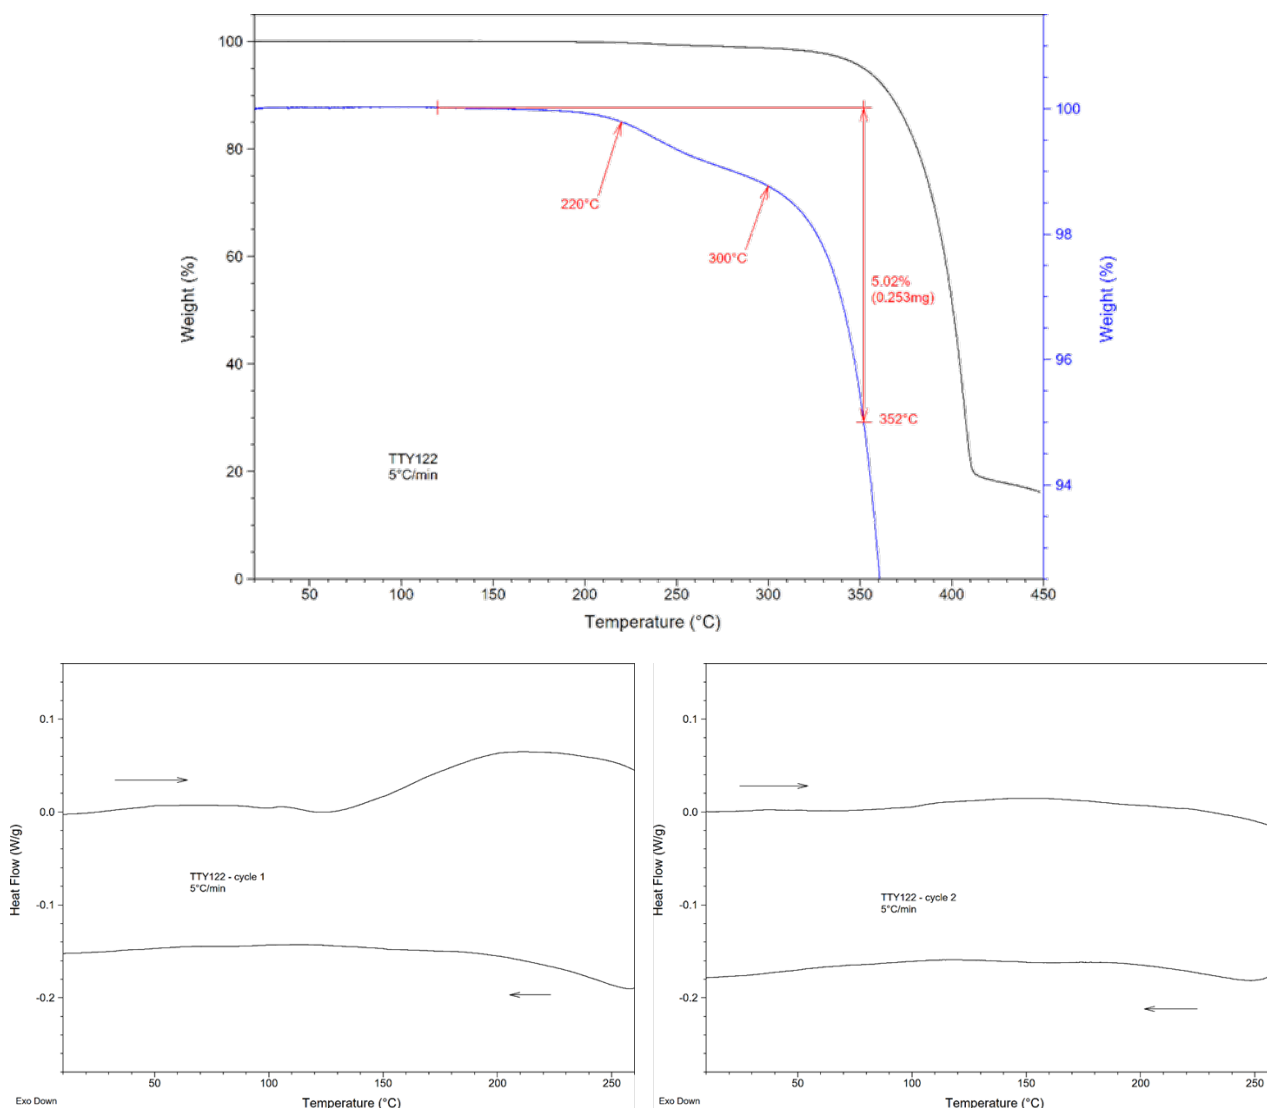 100
80
60
40
20
0
Weight (%)
100
98
96
94
Weight (%)
220°C
300°C
5.02%
(0.253mg)
352°C
TTY122
5°C/min
50
100
150
200
250
300
350
400
450
Temperature (°C)
0.1
0.0
-0.1
-0.2
Heat Flow (W/g)
TTY122 - cycle 1
5°C/min
50
100
150
200
250
Exo Down
Temperature (°C)
0.1
0.0
-0.1
-0.2
Heat Flow (W/g)
TTY122 - cycle 2
5°C/min
50
100
150
200
250
Exo Down
Temperature (°C)